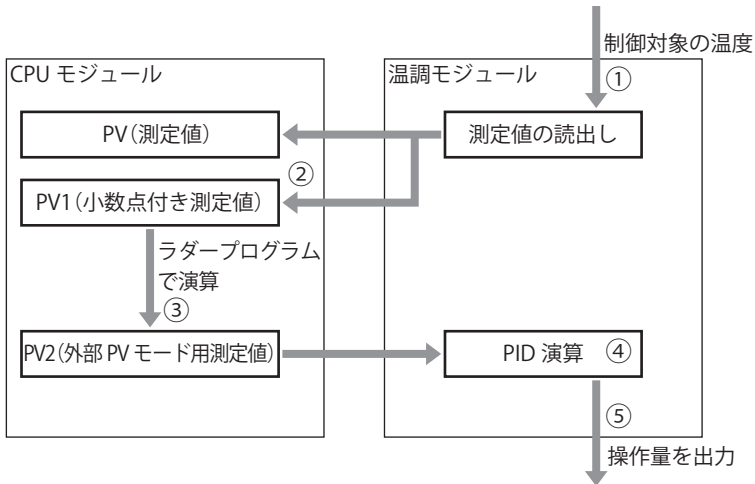 制御対象の温度
CPU モジュール
温調モジュール
①
PV（測定値）
測定値の読出し
②
PV1（小数点付き測定値）
ラダープログラム
で演算
③
PV2（外部 PV モード用測定値）
PID 演算 ④
⑤
操作量を出力